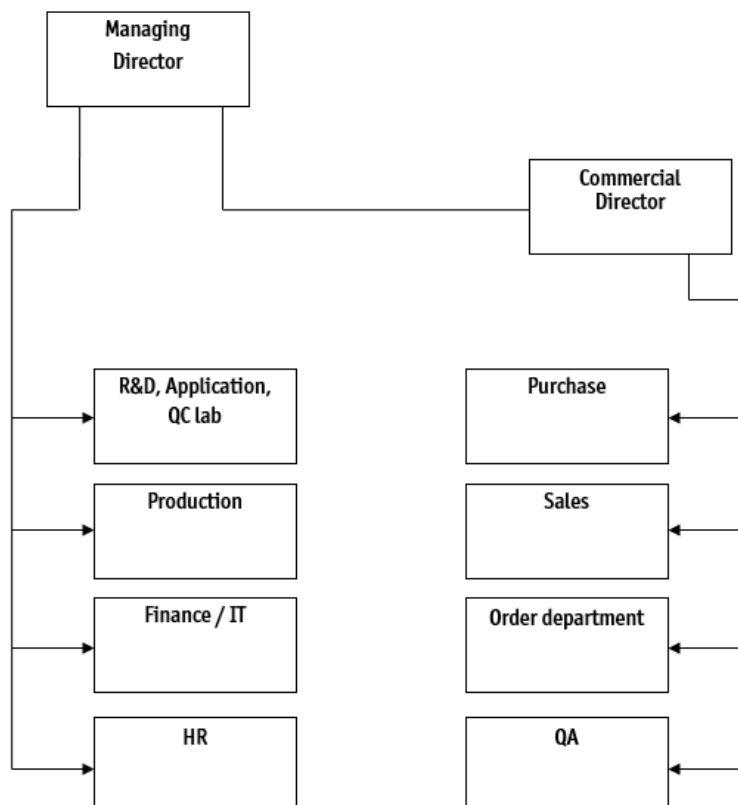 Managing
Director
Commercial
Director
R&D, Application,
QC lab
Purchase
Production
Sales
Finance / IT
Order department
HR
QA